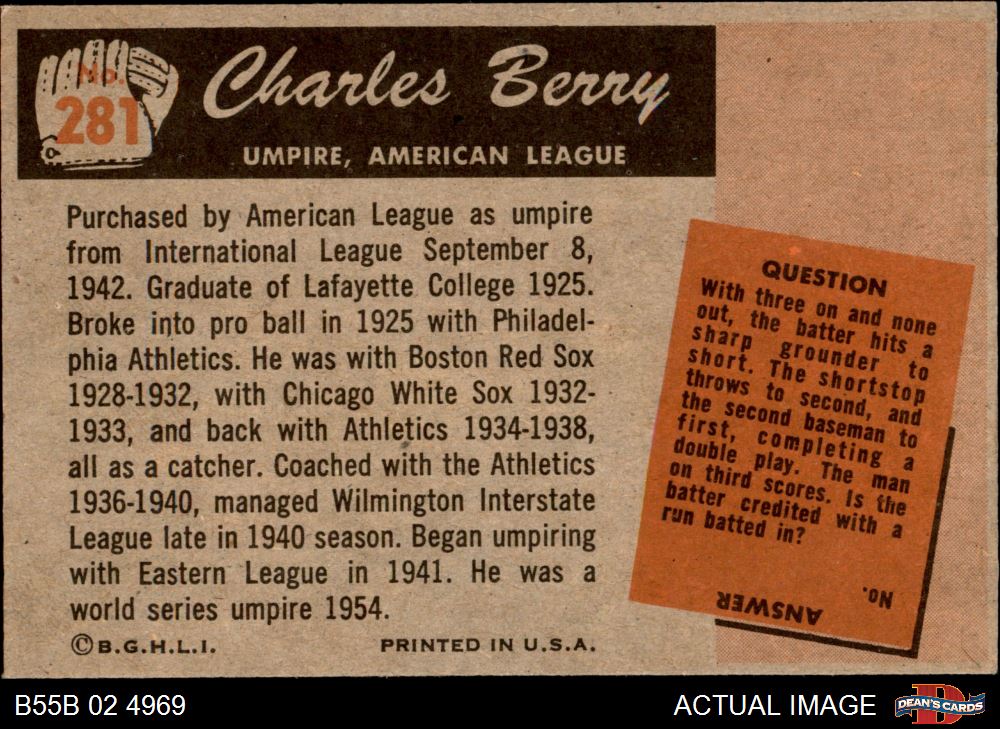 No.
281
Charles Berry
UMPIRE, AMERICAN LEAGUE
Purchased by American League as umpire
from International League September 8,
1942. Graduate of Lafayette College 1925.
Broke into pro ball in 1925 with Philadel-
phia Athletics. He was with Boston Red Sox
1928-1932, with Chicago White Sox 1932-
1933, and back with Athletics 1934-1938,
all as a catcher. Coached with the Athletics
1936-1940, managed Wilmington Interstate
League late in 1940 season. Began umpiring
with Eastern League in 1941. He was a
world series umpire 1954.
©B.G.H.L.I. PRINTED IN U.S.A.
QUESTION
With three on and none
out, the batter hits a
sharp grounder to
short. The shortstop
throws to second, and
the second baseman to
first, completing a
double play. The man
on third scores. Is the
batter credited with a
run batted in?
ANSWER
No.
B55B 02 4969
ACTUAL IMAGE
D
DEAN'S CARDS